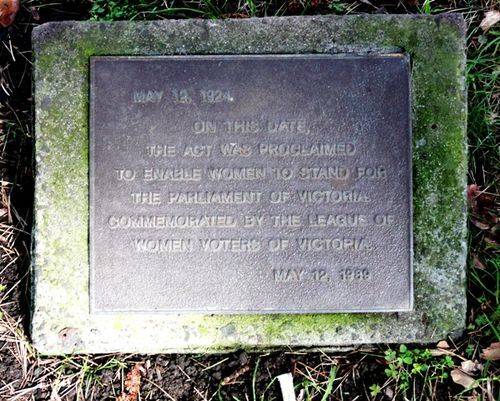 MAY 12, 1924.
ON THIS DATE,
THE ACT WAS PROCLAIMED
TO ENABLE WOMEN TO STAND FOR
THE PARLIAMENT OF VICTORIA.
COMMEMORATED BY THE LEAGUE OF
WOMEN VOTERS OF VICTORIA.
MAY 12, 1989